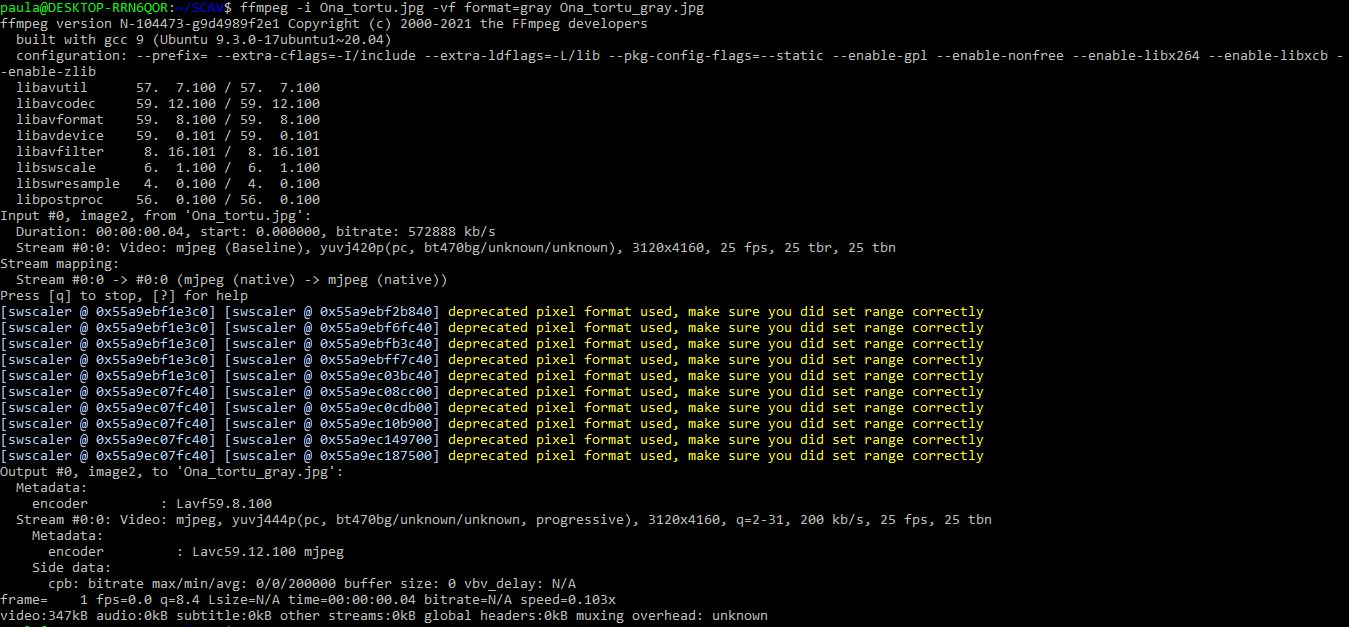 paula@DESKTOP-RRN6QOR:~/SCAV$ ffmpeg -i Ona_tortu.jpg -vf format=gray Ona_tortu_gray.jpg
ffmpeg version N-104473-g9d4989f2e1 Copyright (c) 2000-2021 the FFmpeg developers
  built with gcc 9 (Ubuntu 9.3.0-17ubuntu1~20.04)
  configuration: --prefix= --extra-cflags=-I/include --extra-ldflags=-L/lib --pkg-config-flags=--static --enable-gpl --enable-nonfree --enable-libx264 --enable-libxcb -
-enable-zlib
  libavutil      57.  7.100 / 57.  7.100
  libavcodec     59. 12.100 / 59. 12.100
  libavformat    59.  8.100 / 59.  8.100
  libavdevice    59.  0.101 / 59.  0.101
  libavfilter     8. 16.101 /  8. 16.101
  libswscale      6.  1.100 /  6.  1.100
  libswresample   4.  0.100 /  4.  0.100
  libpostproc    56.  0.100 / 56.  0.100
Input #0, image2, from 'Ona_tortu.jpg':
  Duration: 00:00:00.04, start: 0.000000, bitrate: 572888 kb/s
  Stream #0:0: Video: mjpeg (Baseline), yuvj420p(pc, bt470bg/unknown/unknown), 3120x4160, 25 fps, 25 tbr, 25 tbn
Stream mapping:
  Stream #0:0 -> #0:0 (mjpeg (native) -> mjpeg (native))
Press [q] to stop, [?] for help
[swscaler @ 0x55a9ebf1e3c0] [swscaler @ 0x55a9ebf2b840] deprecated pixel format used, make sure you did set range correctly
[swscaler @ 0x55a9ebf1e3c0] [swscaler @ 0x55a9ebf6fc40] deprecated pixel format used, make sure you did set range correctly
[swscaler @ 0x55a9ebf1e3c0] [swscaler @ 0x55a9ebfb3c40] deprecated pixel format used, make sure you did set range correctly
[swscaler @ 0x55a9ebf1e3c0] [swscaler @ 0x55a9ebff7c40] deprecated pixel format used, make sure you did set range correctly
[swscaler @ 0x55a9ebf1e3c0] [swscaler @ 0x55a9ec03bc40] deprecated pixel format used, make sure you did set range correctly
[swscaler @ 0x55a9ec07fc40] [swscaler @ 0x55a9ec08cc00] deprecated pixel format used, make sure you did set range correctly
[swscaler @ 0x55a9ec07fc40] [swscaler @ 0x55a9ec0cdb00] deprecated pixel format used, make sure you did set range correctly
[swscaler @ 0x55a9ec07fc40] [swscaler @ 0x55a9ec10b900] deprecated pixel format used, make sure you did set range correctly
[swscaler @ 0x55a9ec07fc40] [swscaler @ 0x55a9ec149700] deprecated pixel format used, make sure you did set range correctly
[swscaler @ 0x55a9ec07fc40] [swscaler @ 0x55a9ec187500] deprecated pixel format used, make sure you did set range correctly
Output #0, image2, to 'Ona_tortu_gray.jpg':
  Metadata:
    encoder         : Lavf59.8.100
  Stream #0:0: Video: mjpeg, yuvj444p(pc, bt470bg/unknown/unknown, progressive), 3120x4160, q=2-31, 200 kb/s, 25 fps, 25 tbn
    Metadata:
      encoder         : Lavc59.12.100 mjpeg
    Side data:
      cpb: bitrate max/min/avg: 0/0/200000 buffer size: 0 vbv_delay: N/A
frame=    1 fps=0.0 q=8.4 Lsize=N/A time=00:00:00.04 bitrate=N/A speed=0.103x
video:347kB audio:0kB subtitle:0kB other streams:0kB global headers:0kB muxing overhead: unknown